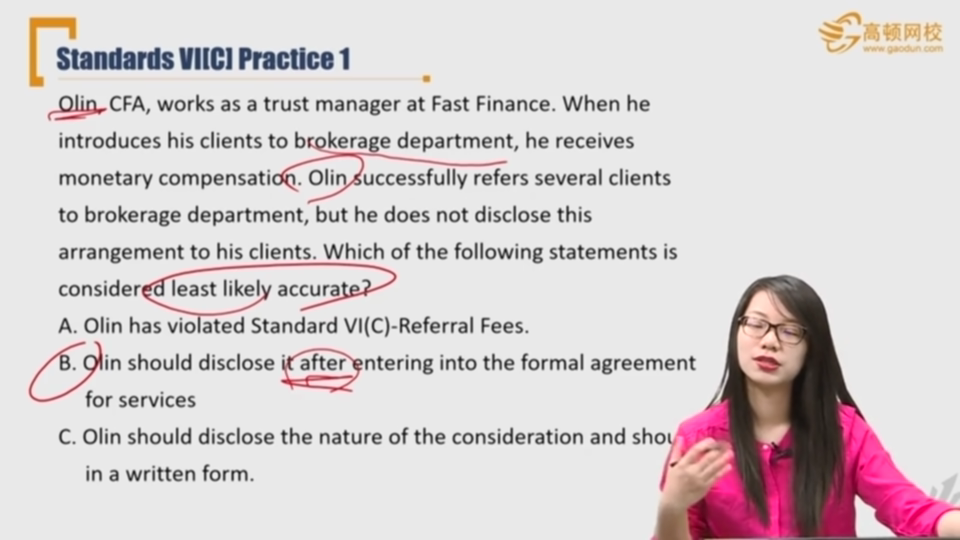 高顿网校
www.gaodun.com
Standards VI[C] Practice 1
Olin, CFA, works as a trust manager at Fast Finance. When he
introduces his clients to brokerage department, he receives
monetary compensation. Olin successfully refers several clients
to brokerage department, but he does not disclose this
arrangement to his clients. Which of the following statements is
considered least likely accurate?
A. Olin has violated Standard VI(C)-Referral Fees.
B. Olin should disclose it after entering into the formal agreement
for services
C. Olin should disclose the nature of the consideration and
in a written form.